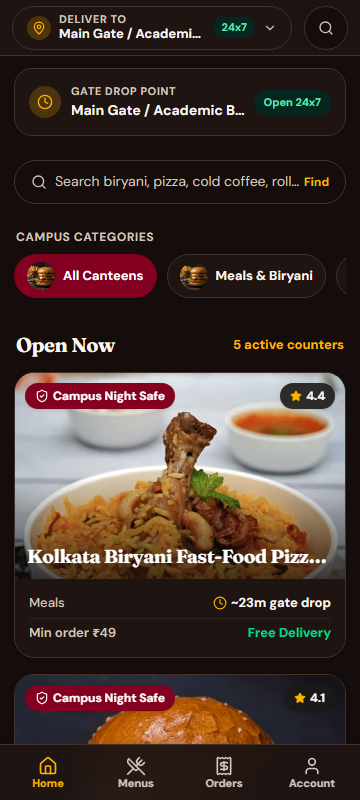 DELIVER TO
Main Gate / Academi...
24x7
GATE DROP POINT
Main Gate / Academic B...
Open 24x7
Search biryani, pizza, cold coffee, roll...
Find
CAMPUS CATEGORIES
All Canteens
Meals & Biryani
Open Now
5 active counters
Campus Night Safe
4.4
Kolkata Biryani Fast-Food Pizz...
Meals
~23m gate drop
Min order ₹49
Free Delivery
Campus Night Safe
4.1
Home
Menus
Orders
Account